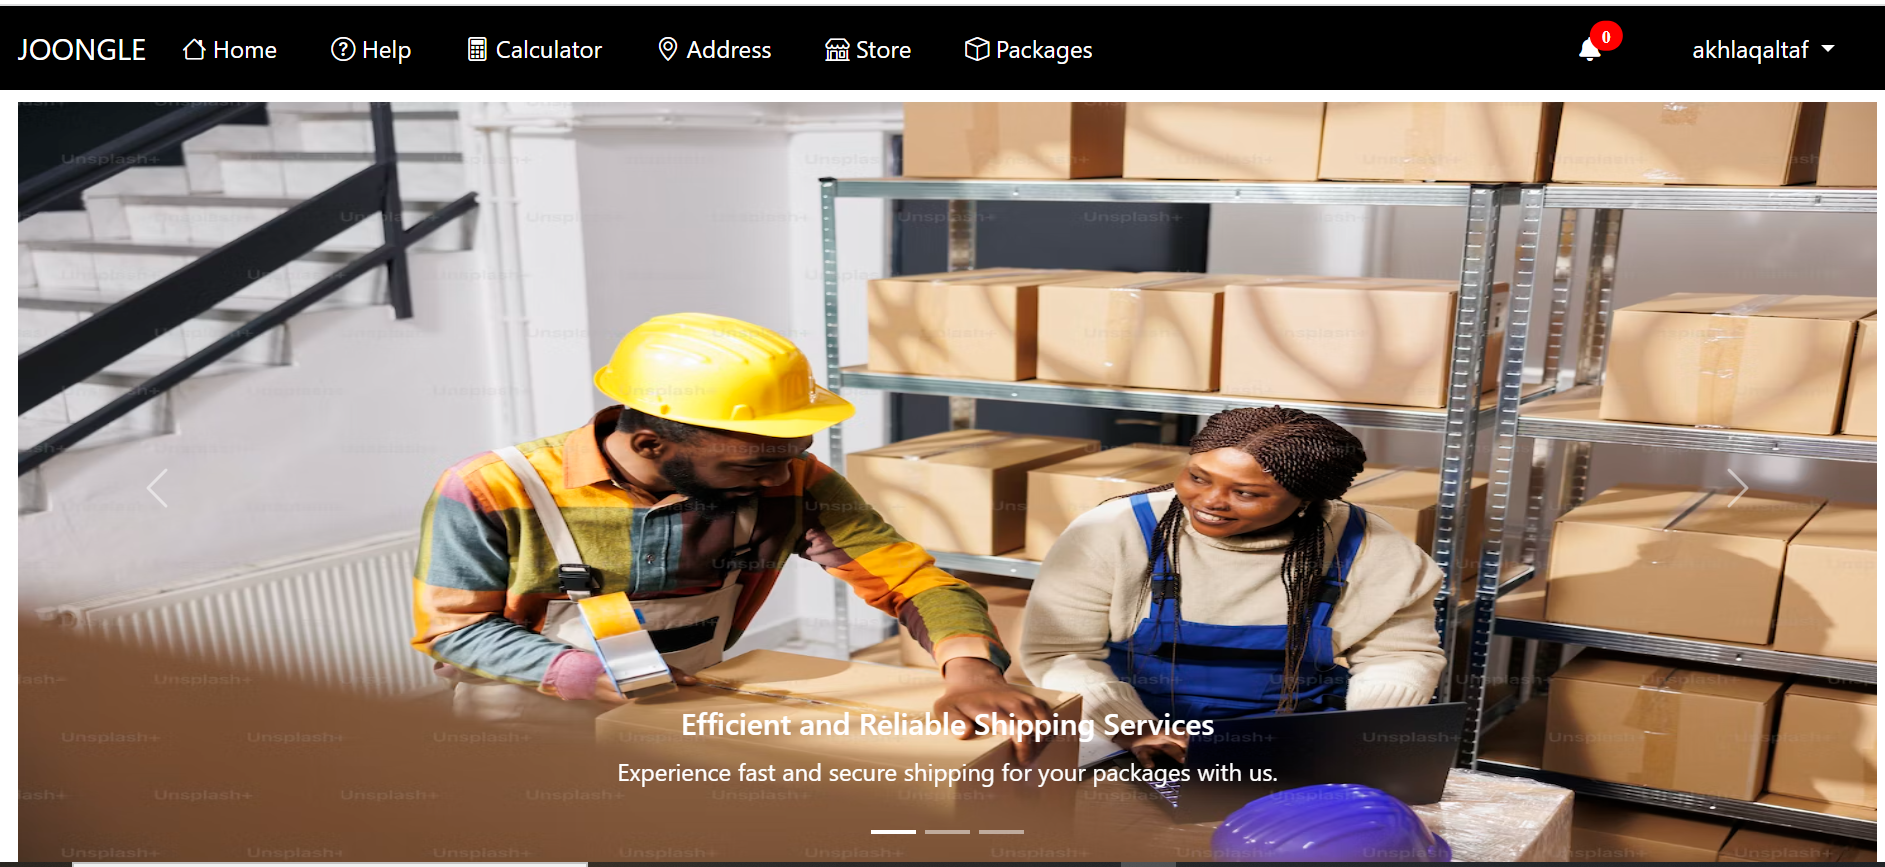 JOONGLE Home Help Calculator Address Store Packages 0 akhlaqaltaf
Unsplash+
Efficient and Reliable Shipping Services
Experience fast and secure shipping for your packages with us.